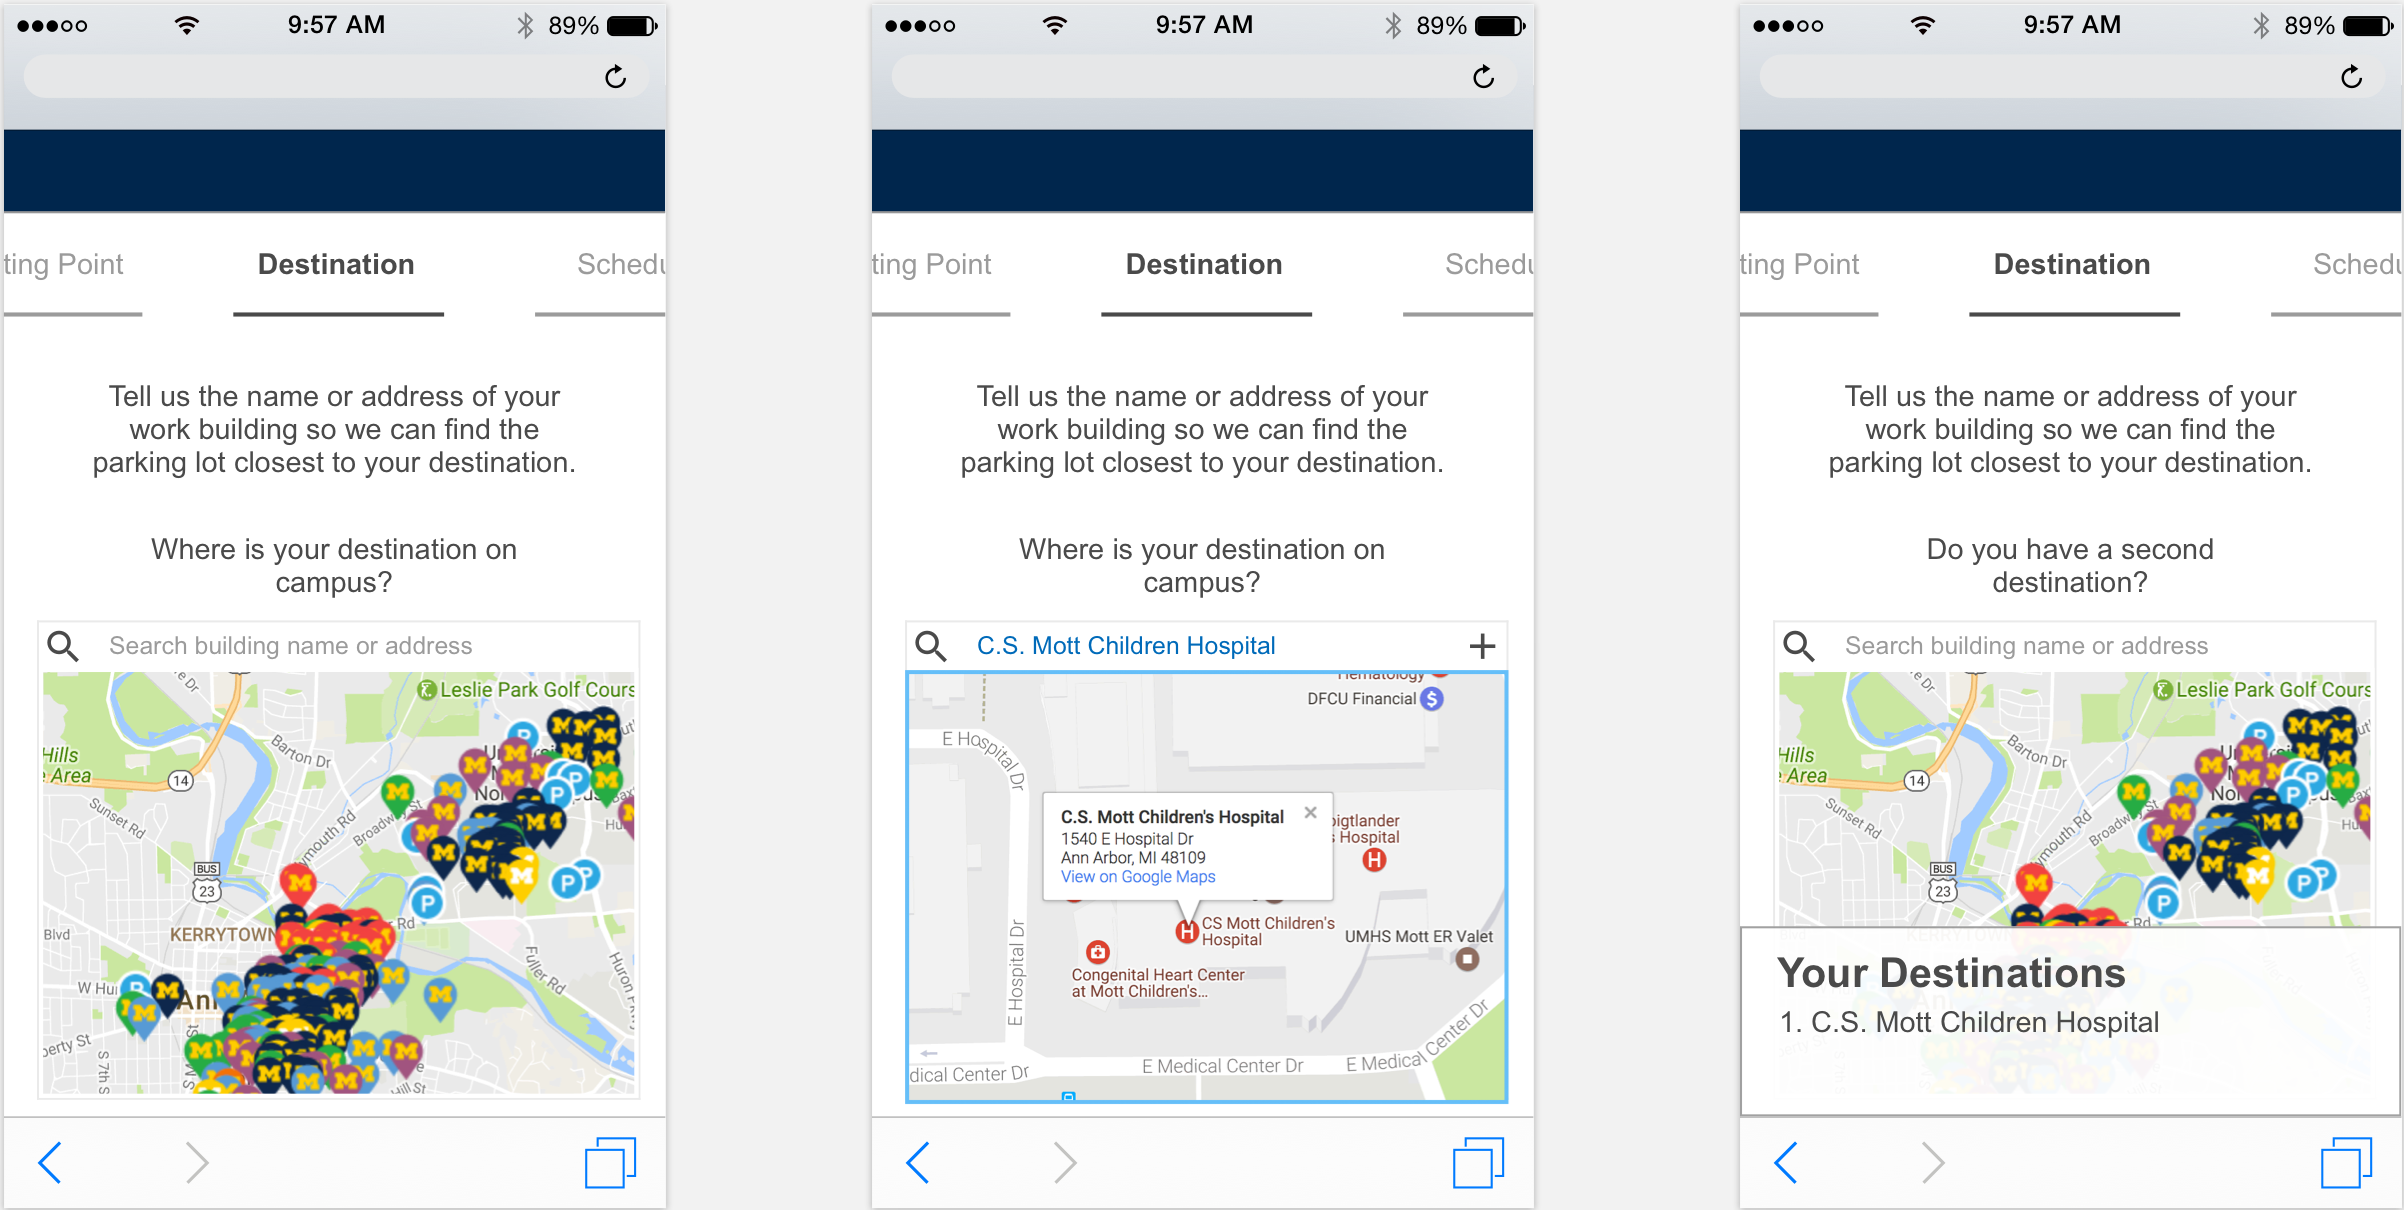 9:57 AM
89%
ting Point
Destination
Schedu
Tell us the name or address of your
work building so we can find the
parking lot closest to your destination.
Where is your destination on
campus?
Search building name or address
Leslie Park Golf Cours
Barton Dr
Hills
Area
14
Sunset Rd
ymouth Rd
Broadw
BUS
23
KERRYTOWN
Rd
Blvd
Fuller Rd
Huron
W Hu
Ann
berty St
S 7th S
Hill St
9:57 AM
89%
ting Point
Destination
Schedu
Tell us the name or address of your
work building so we can find the
parking lot closest to your destination.
Where is your destination on
campus?
C.S. Mott Children Hospital
Hematology
DFCU Financial
E Hospital Dr
C.S. Mott Children's Hospital
1540 E Hospital Dr
Ann Arbor, MI 48109
View on Google Maps
oigtlander
s Hospital
CS Mott Children's
Hospital
UMHS Mott ER Valet
Congenital Heart Center
at Mott Children's...
E Hospital Dr
dical Center Dr
E Medical Center Dr
E Medical Center Dr
9:57 AM
89%
ting Point
Destination
Schedu
Tell us the name or address of your
work building so we can find the
parking lot closest to your destination.
Do you have a second
destination?
Search building name or address
Leslie Park Golf Cours
Barton Dr
Hills
Area
14
Sunset Rd
ymouth Rd
Broadw
BUS
23
Rd
Your Destinations
1. C.S. Mott Children Hospital